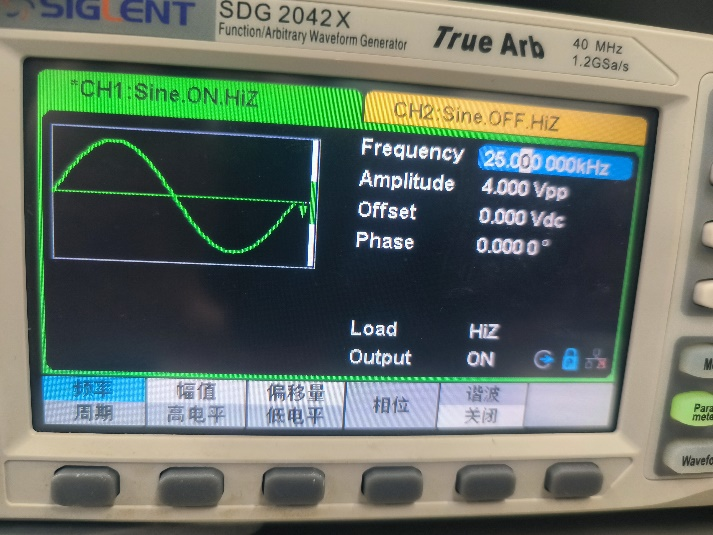 SIGLENT
SDG 2042X
Function/Arbitrary Waveform Generator
True Arb
40 MHz
1.2GSa/s
*CH1:Sine,ON,HiZ
CH2:Sine,OFF,HiZ
Frequency 25.000 000kHz
Amplitude 4.000 Vpp
Offset 0.000 Vdc
Phase 0.000 0 °
Load HiZ
Output ON
频率 幅值 偏移量 相位 谐波
周期 高电平 低电平 关闭
Para
mete
Wavefo